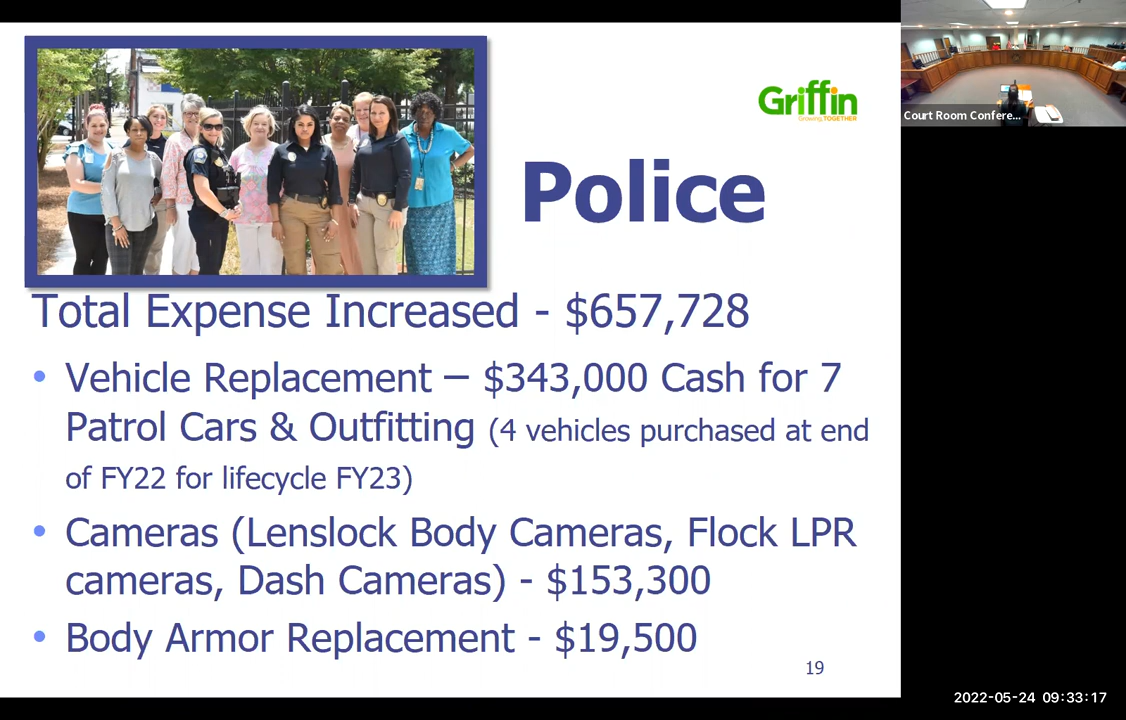 Griffin
Growing TOGETHER
Court Room Confere...
Police
Total Expense Increased - $657,728
• Vehicle Replacement – $343,000 Cash for 7
Patrol Cars & Outfitting (4 vehicles purchased at end
of FY22 for lifecycle FY23)
• Cameras (Lenslock Body Cameras, Flock LPR
cameras, Dash Cameras) - $153,300
• Body Armor Replacement - $19,500
19
2022-05-24 09:33:17